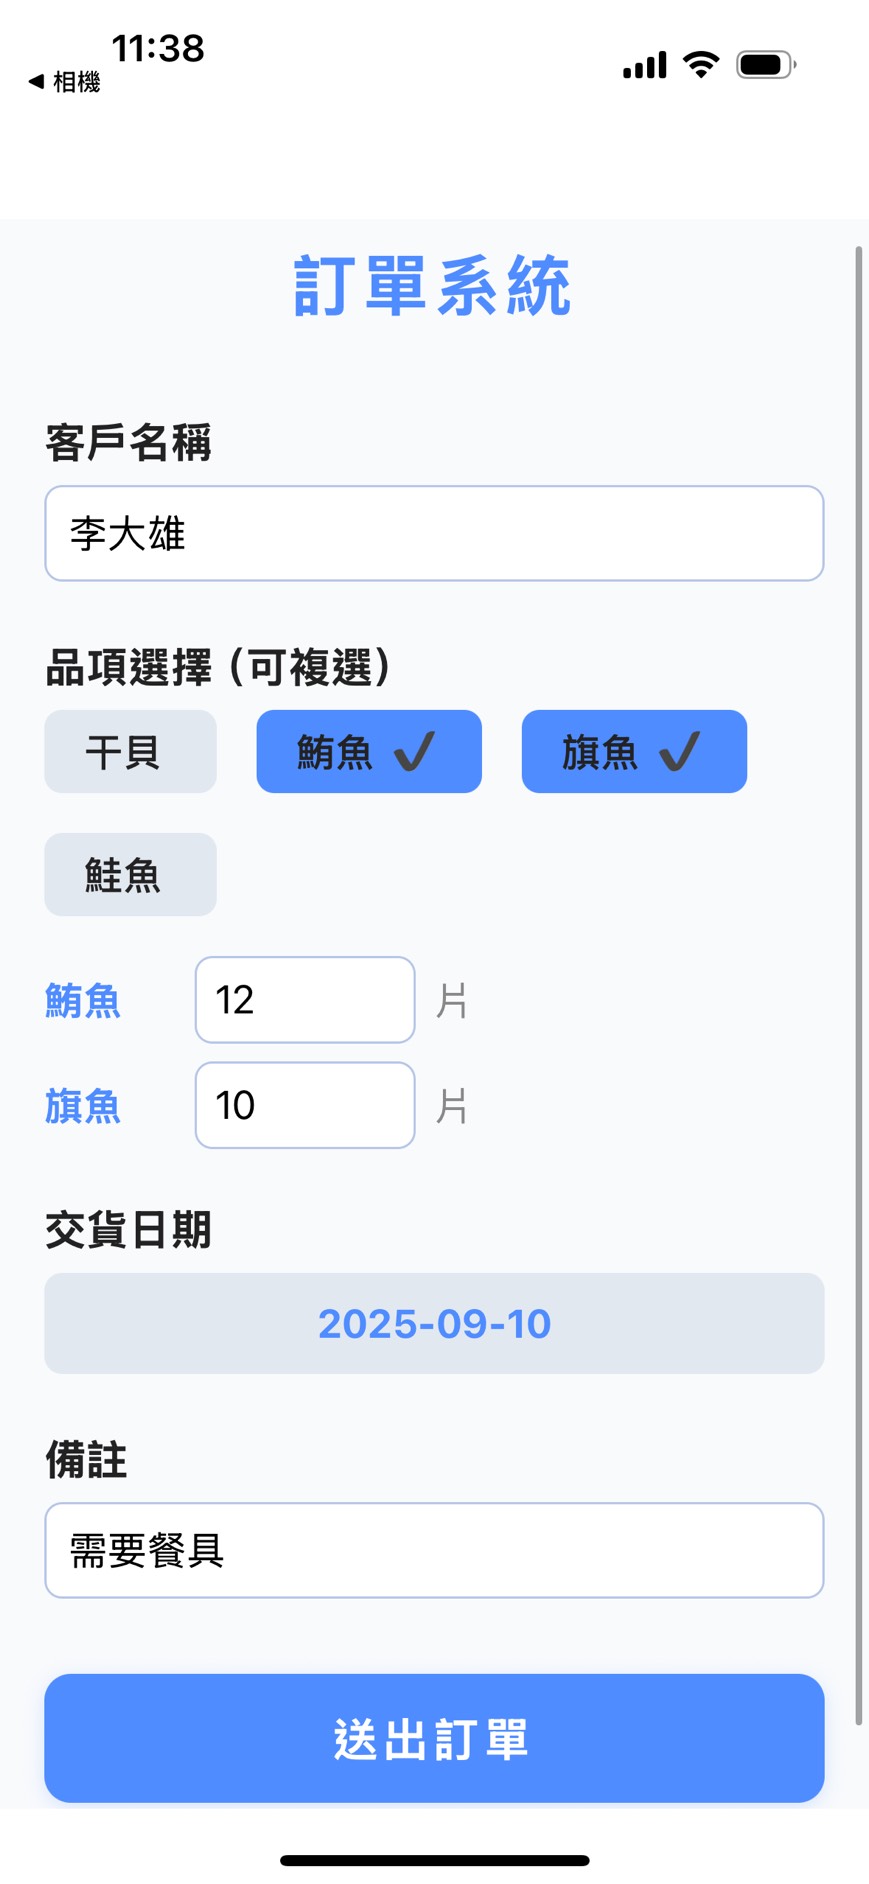 11:38
◀ 相機
訂單系統
客戶名稱
李大雄
品項選擇（可複選）
干貝 鮪魚 ✔ 旗魚 ✔
鮭魚
鮪魚 12 片
旗魚 10 片
交貨日期
2025-09-10
備註
需要餐具
送出訂單